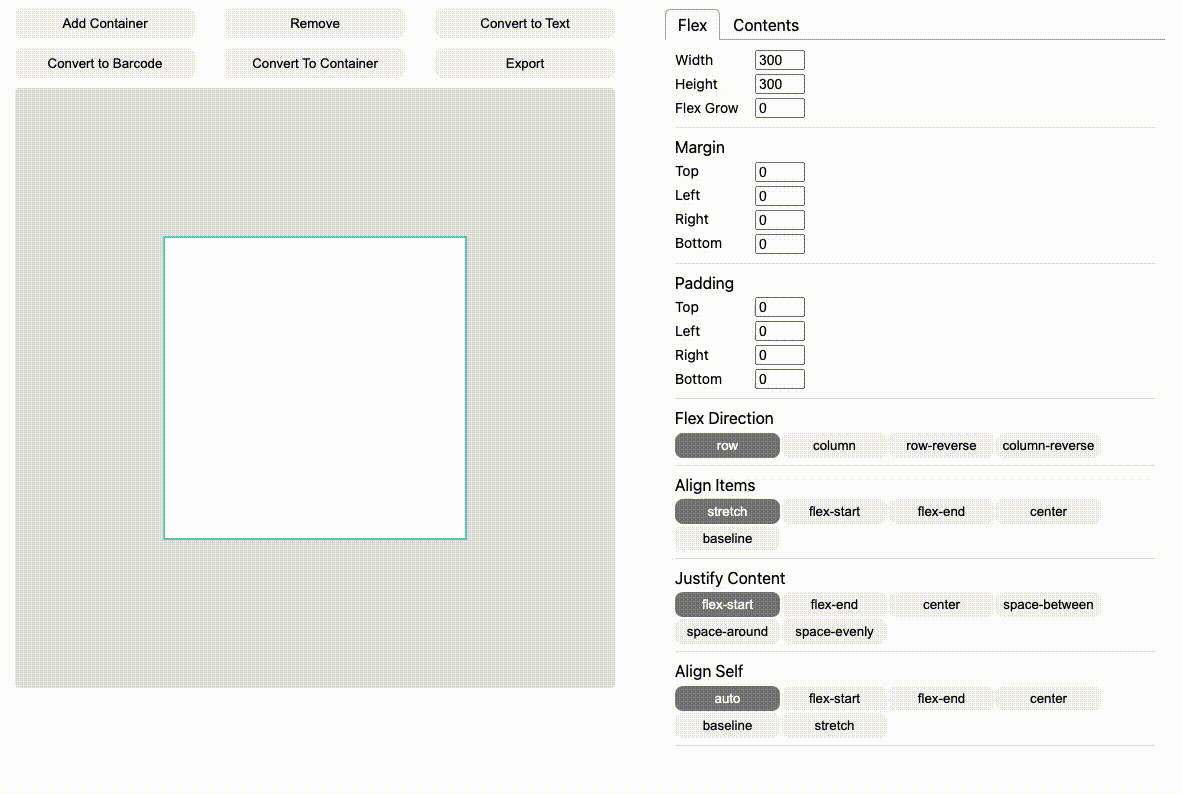 Add Container Remove Convert to Text
Convert to Barcode Convert To Container Export
Flex Contents
Width 300
Height 300
Flex Grow 0
Margin
Top 0
Left 0
Right 0
Bottom 0
Padding
Top 0
Left 0
Right 0
Bottom 0
Flex Direction
row column row-reverse column-reverse
Align Items
stretch flex-start flex-end center
baseline
Justify Content
flex-start flex-end center space-between
space-around space-evenly
Align Self
auto flex-start flex-end center
baseline stretch